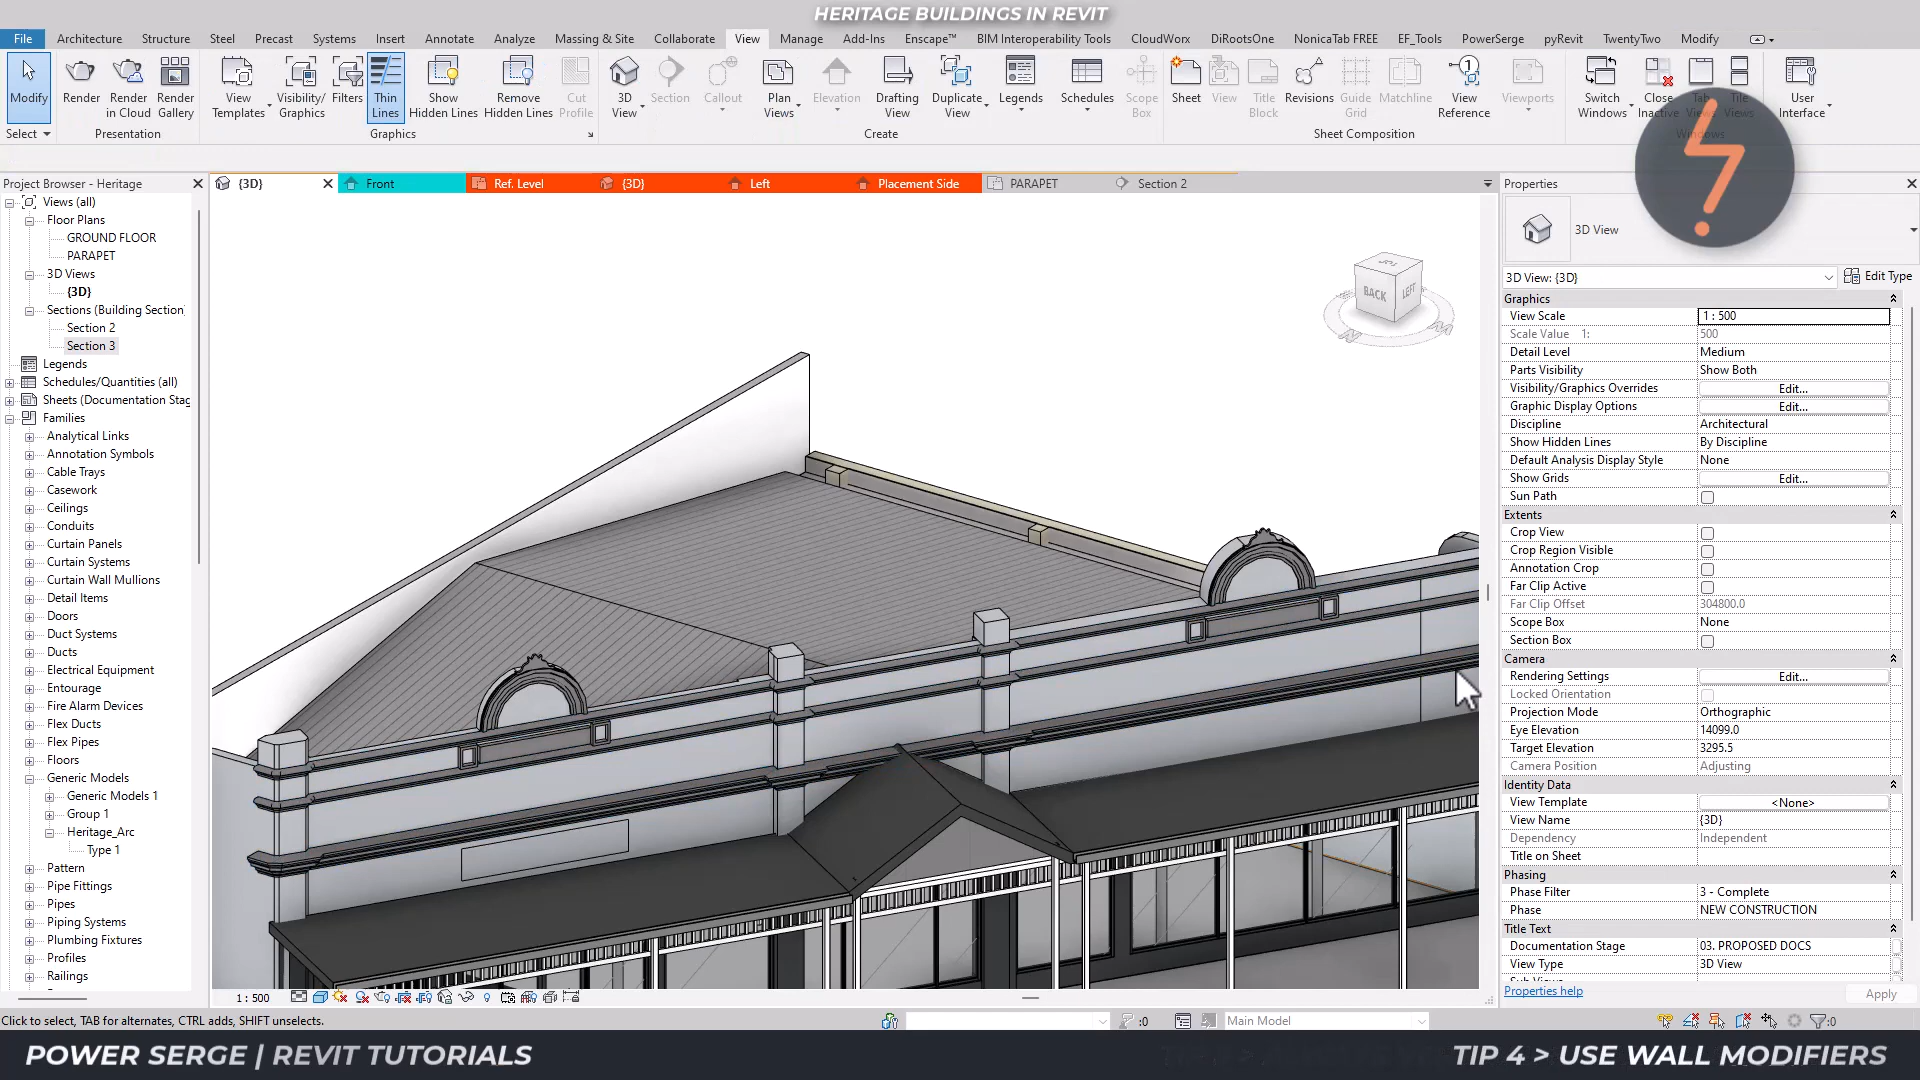 HERITAGE BUILDINGS IN REVIT
File Architecture Structure Steel Precast Systems Insert Annotate Analyze Massing & Site Collaborate View Manage Add-Ins Enscape™ BIM Interoperability Tools CloudWorx DiRootsOne NonicaTab FREE EF_Tools PowerSerge pyRevit TwentyTwo Modify
Modify Render Render in Cloud Render Gallery View Templates Visibility/ Graphics Filters Thin Lines Show Hidden Lines Remove Hidden Lines Cut Profile 3D View Section Callout Plan Views Elevation Drafting View Duplicate View Legends Schedules Scope Box Sheet View Title Block Revisions Guide Grid Matchline View Reference Viewports Switch Windows Close Inactive Tab Views Tile Views User Interface
Select Presentation Graphics Create Sheet Composition Windows
Project Browser - Heritage
{3D} Front Ref. Level {3D} Left Placement Side PARAPET Section 2
Properties
Views (all)
Floor Plans
GROUND FLOOR
PARAPET
3D Views
{3D}
Sections (Building Section)
Section 2
Section 3
Legends
Schedules/Quantities (all)
Sheets (Documentation Stag
Families
Analytical Links
Annotation Symbols
Cable Trays
Casework
Ceilings
Conduits
Curtain Panels
Curtain Systems
Curtain Wall Mullions
Detail Items
Doors
Duct Systems
Ducts
Electrical Equipment
Entourage
Fire Alarm Devices
Flex Ducts
Flex Pipes
Floors
Generic Models
Generic Models 1
Group 1
Heritage_Arc
Type 1
Pattern
Pipe Fittings
Pipes
Piping Systems
Plumbing Fixtures
Profiles
Railings
TOP
BACK LEFT
3D View
3D View: {3D} Edit Type
Graphics
View Scale 1 : 500
Scale Value 1: 500
Detail Level Medium
Parts Visibility Show Both
Visibility/Graphics Overrides Edit...
Graphic Display Options Edit...
Discipline Architectural
Show Hidden Lines By Discipline
Default Analysis Display Style None
Show Grids Edit...
Sun Path
Extents
Crop View
Crop Region Visible
Annotation Crop
Far Clip Active
Far Clip Offset 304800.0
Scope Box None
Section Box
Camera
Rendering Settings Edit...
Locked Orientation
Projection Mode Orthographic
Eye Elevation 14099.0
Target Elevation 3295.5
Camera Position Adjusting
Identity Data
View Template <None>
View Name {3D}
Dependency Independent
Title on Sheet
Phasing
Phase Filter 3 - Complete
Phase NEW CONSTRUCTION
Title Text
Documentation Stage 03. PROPOSED DOCS
View Type 3D View
Properties help Apply
1 : 500
Click to select, TAB for alternates, CTRL adds, SHIFT unselects.
:0 Main Model :0
POWER SERGE | REVIT TUTORIALS
TIP 4 > USE WALL MODIFIERS